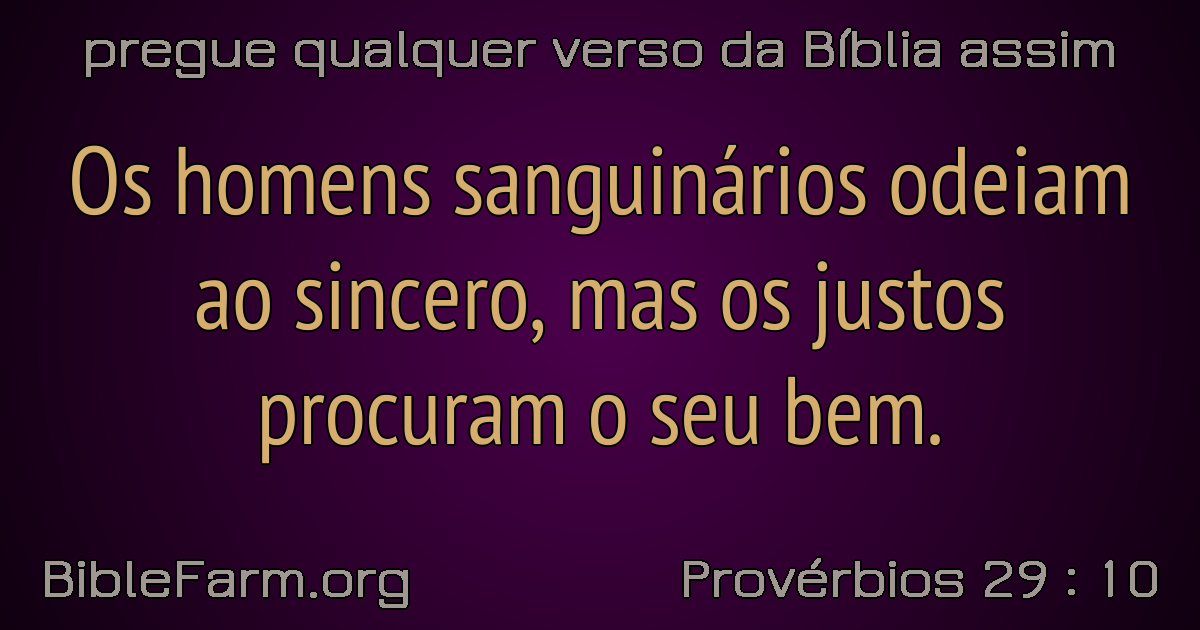 pregue qualquer verso da Bíblia assim
Os homens sanguinários odeiam
ao sincero, mas os justos
procuram o seu bem.
BibleFarm.org
Provérbios 29 : 10